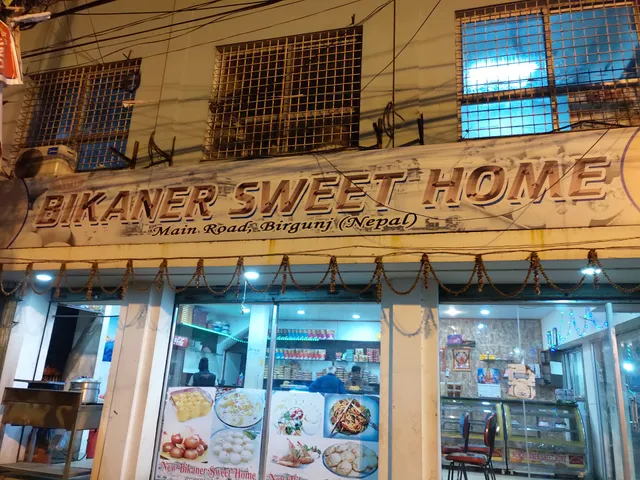 BIKANER SWEET HOME
Main Road, Birgunj (Nepal)
New Bikaner Sweet Home